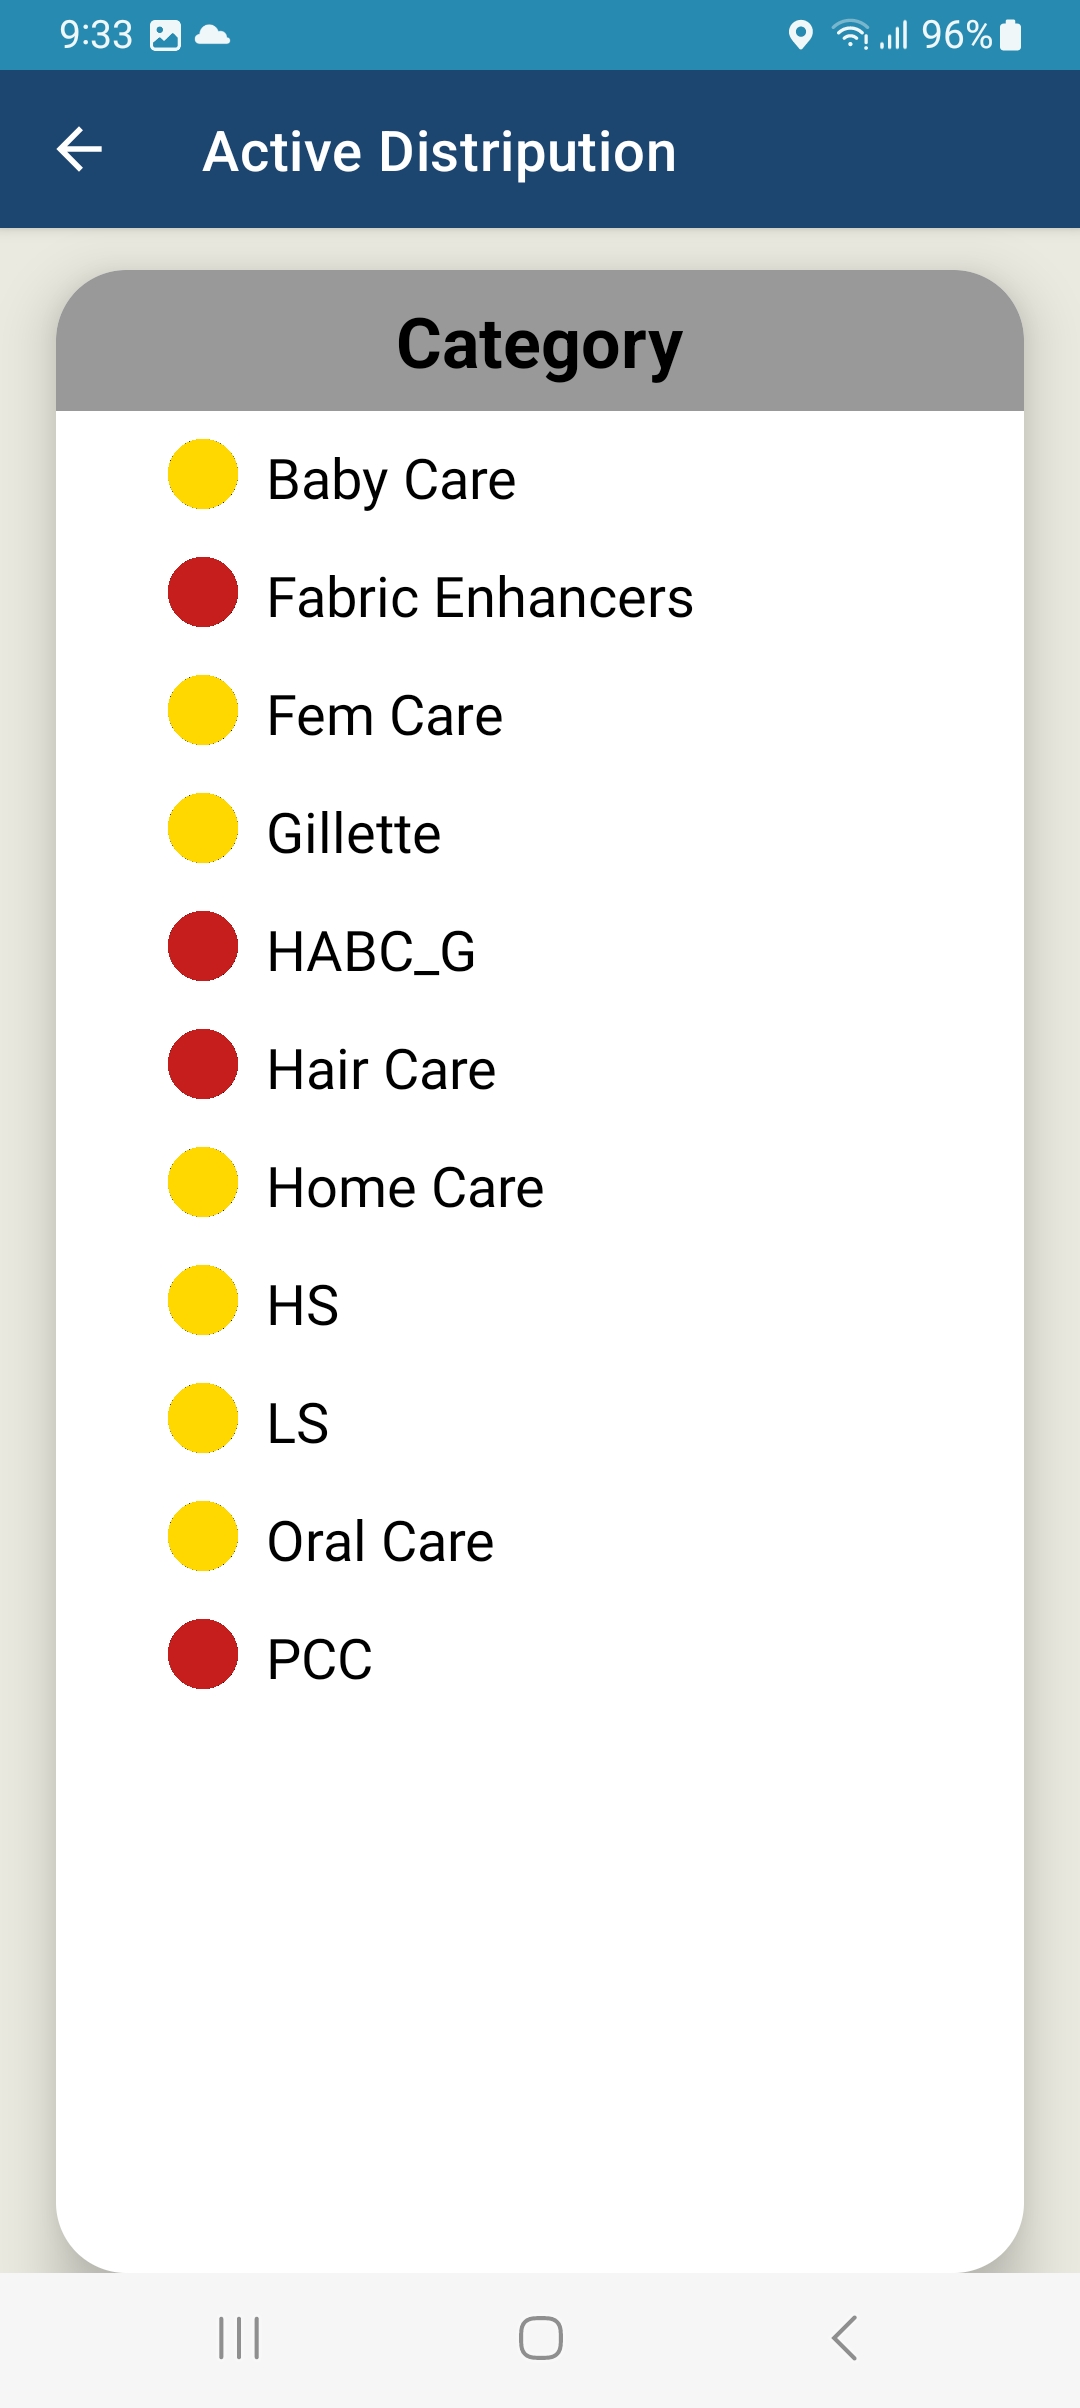 9:33 96%
Active Distripution
Category
Baby Care
Fabric Enhancers
Fem Care
Gillette
HABC_G
Hair Care
Home Care
HS
LS
Oral Care
PCC